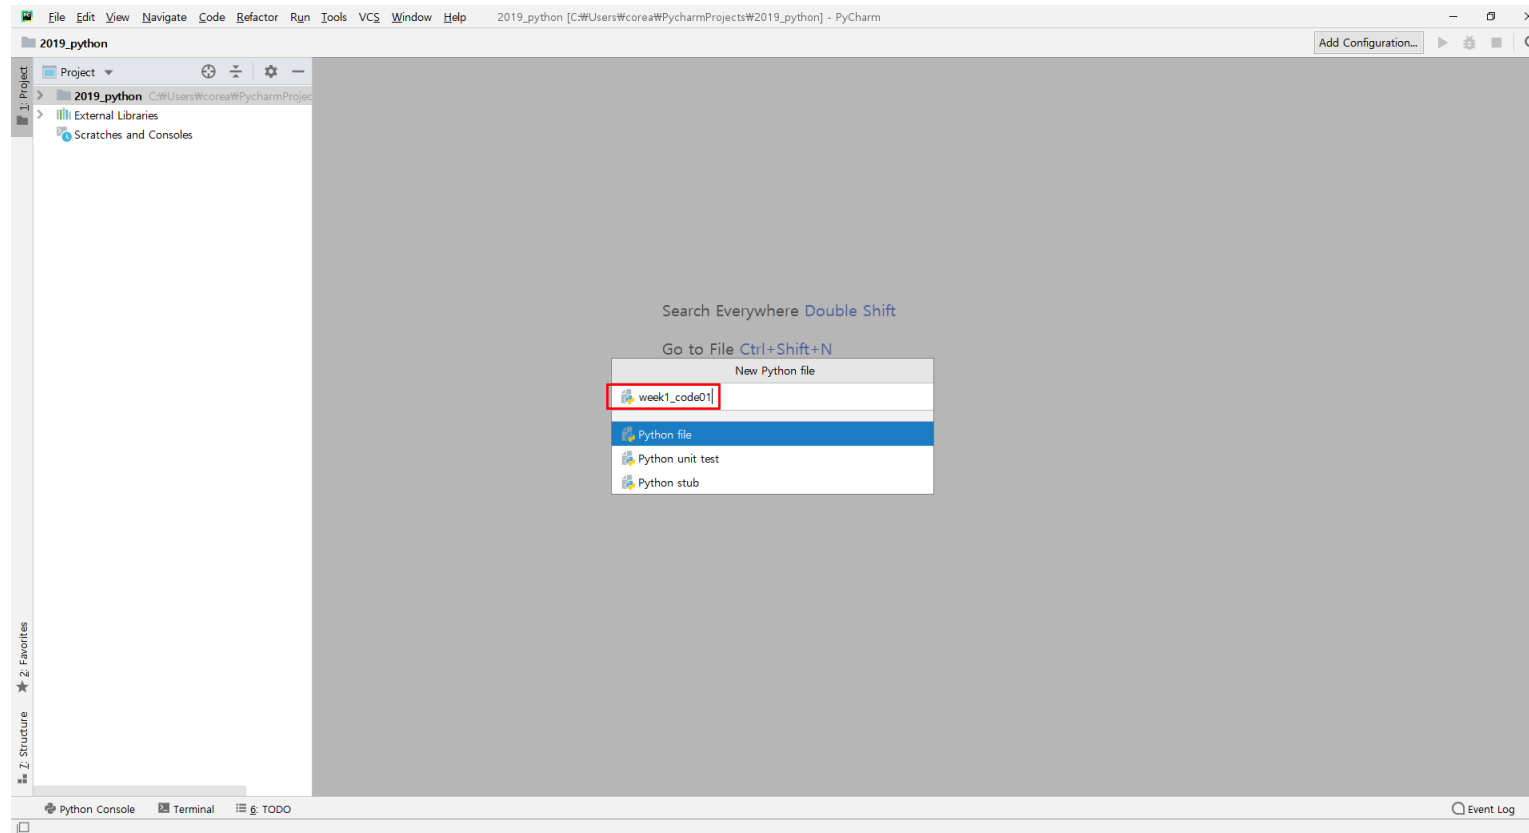 File Edit View Navigate Code Refactor Run Tools VCS Window Help 2019_python [C:₩Users₩corea₩PycharmProjects₩2019_python] - PyCharm
2019_python
Add Configuration...
1: Project
Project
2019_python C:₩Users₩corea₩PycharmProjec
External Libraries
Scratches and Consoles
Search Everywhere Double Shift
Go to File Ctrl+Shift+N
New Python file
week1_code01
Python file
Python unit test
Python stub
2: Favorites
7: Structure
Python Console Terminal 6: TODO
Event Log